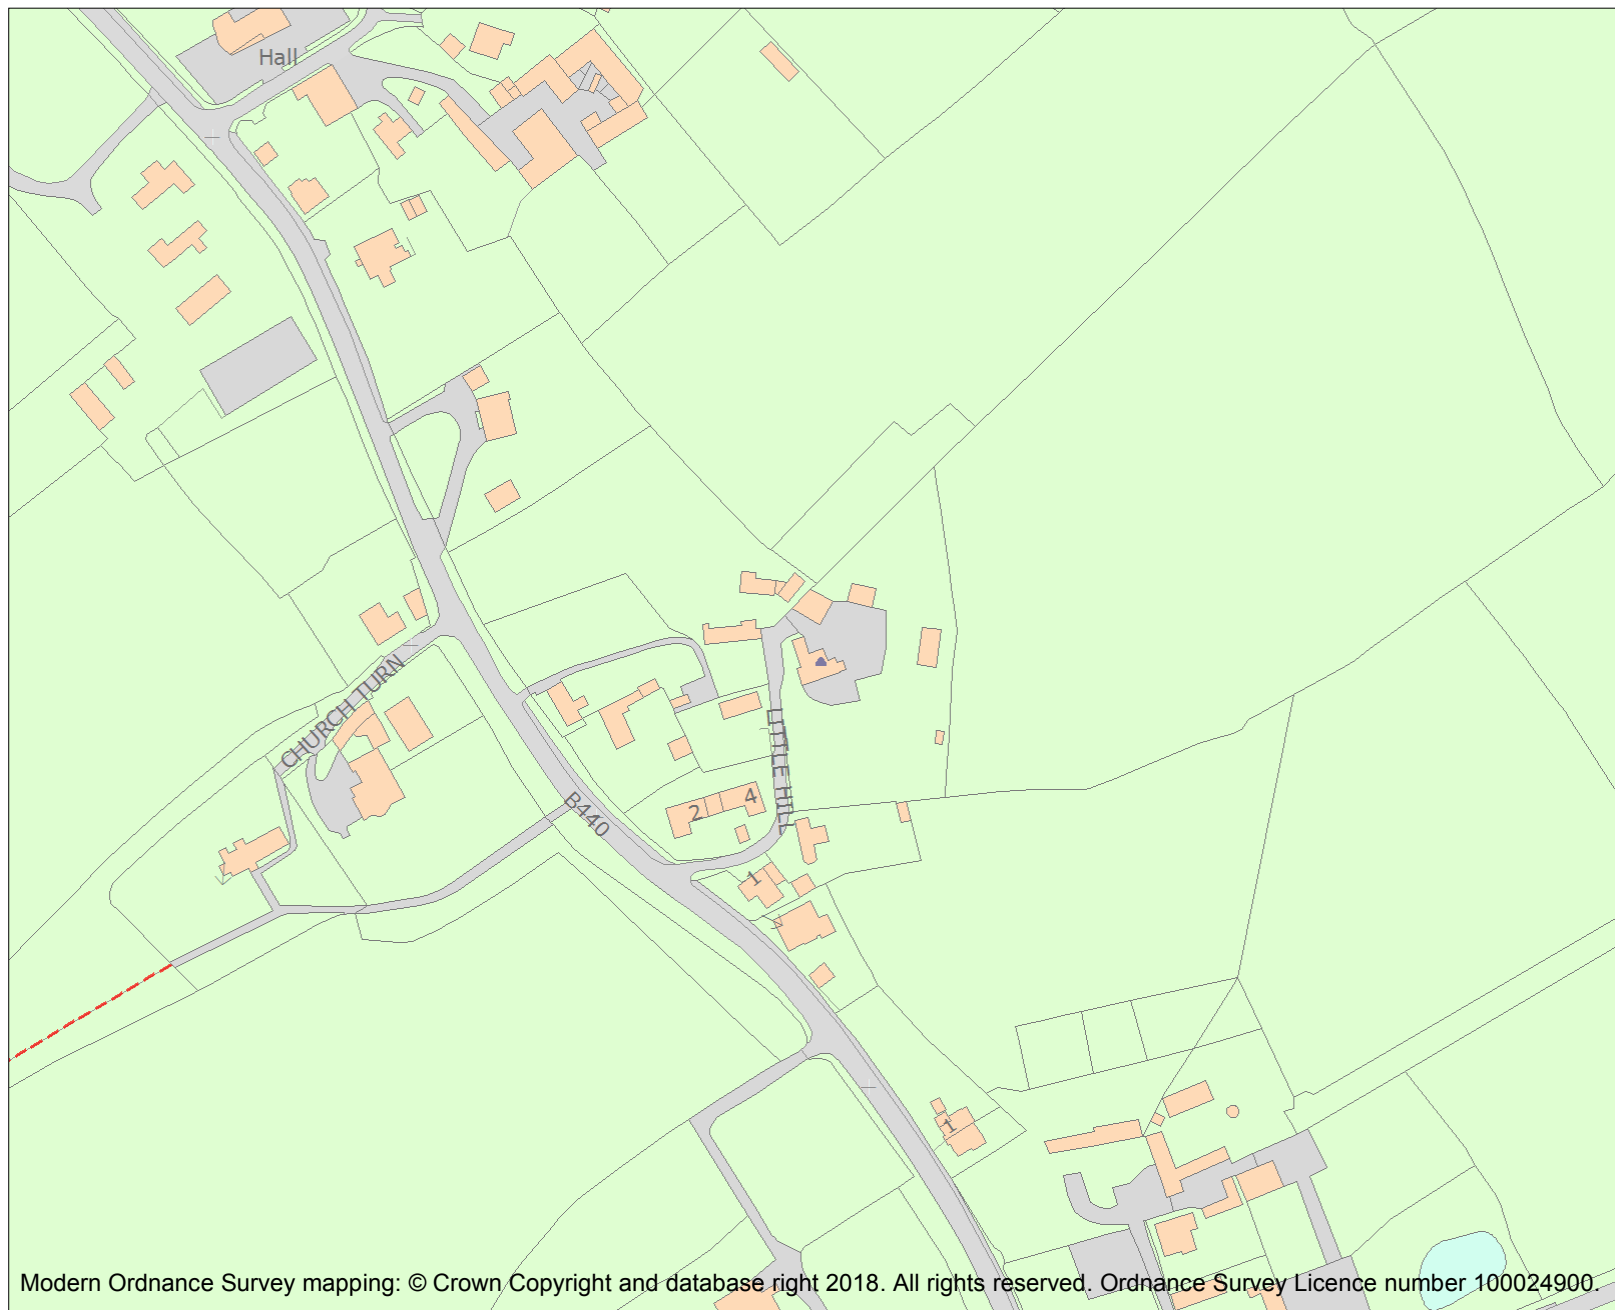 Hall
CHURCH TURN
LITTLE HILL
B440
2
4
1
1
Modern Ordnance Survey mapping: © Crown Copyright and database right 2018. All rights reserved. Ordnance Survey Licence number 100024900.